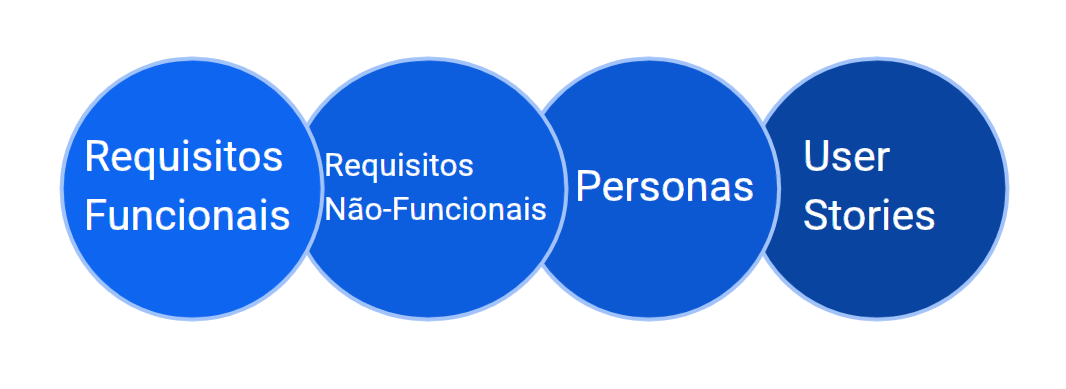 Requisitos
Funcionais
Requisitos
Não-Funcionais
Personas
User
Stories